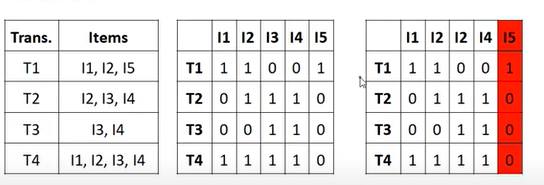 Trans. Items
T1 I1, I2, I5
T2 I2, I3, I4
T3 I3, I4
T4 I1, I2, I3, I4
I1 I2 I3 I4 I5
T1 1 1 0 0 1
T2 0 1 1 1 0
T3 0 0 1 1 0
T4 1 1 1 1 0
I1 I2 I2 I4 I5
T1 1 1 0 0 1
T2 0 1 1 1 0
T3 0 0 1 1 0
T4 1 1 1 1 0